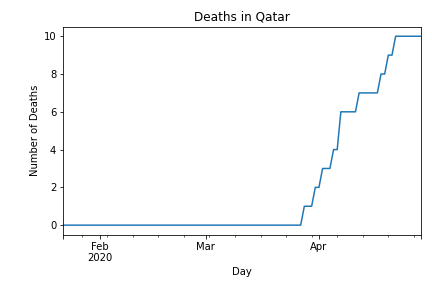 Deaths in Qatar
10
8
6
4
2
0
Number of Deaths
Feb
2020
Mar
Apr
Day